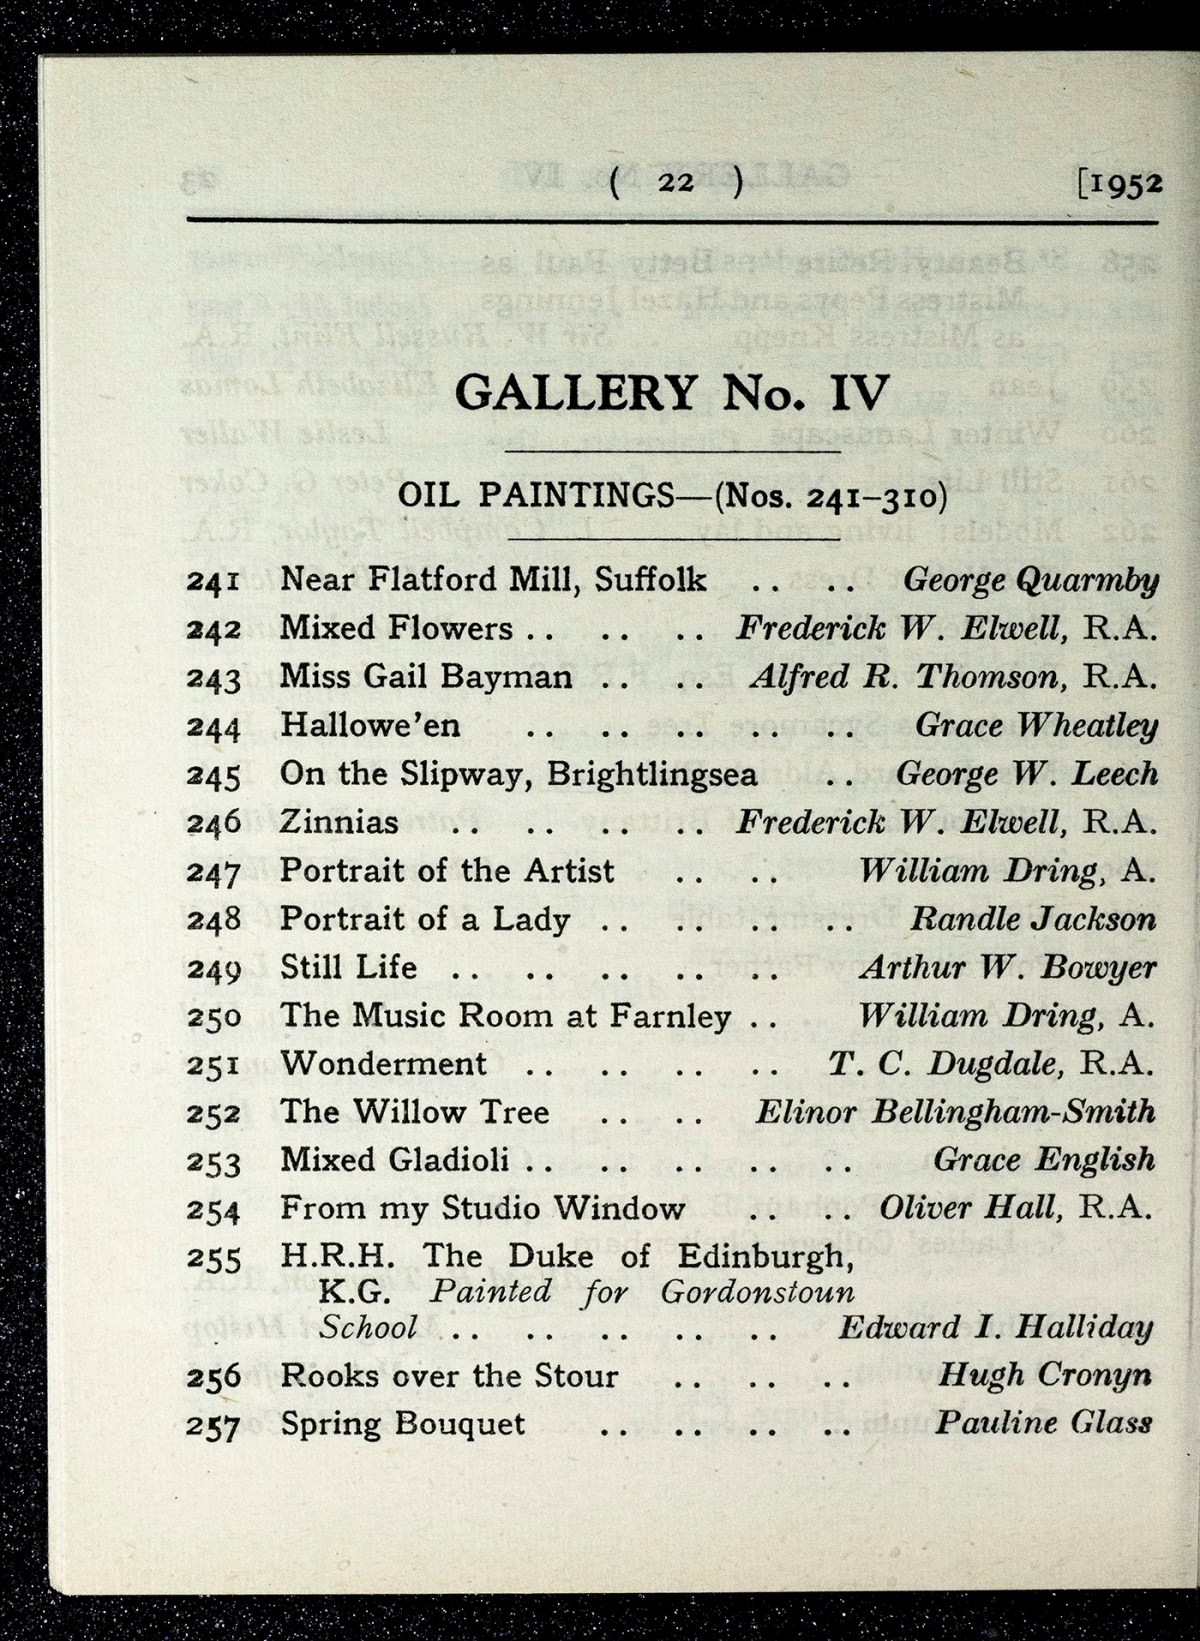 ( 22 ) [1952
GALLERY No. IV
OIL PAINTINGS—(Nos. 241–310)
241 Near Flatford Mill, Suffolk .. .. George Quarmby
242 Mixed Flowers .. .. .. Frederick W. Elwell, R.A.
243 Miss Gail Bayman .. .. Alfred R. Thomson, R.A.
244 Hallowe'en .. .. .. .. .. Grace Wheatley
245 On the Slipway, Brightlingsea .. George W. Leech
246 Zinnias .. .. .. .. Frederick W. Elwell, R.A.
247 Portrait of the Artist .. .. William Dring, A.
248 Portrait of a Lady .. .. .. .. Randle Jackson
249 Still Life .. .. .. .. .. Arthur W. Bowyer
250 The Music Room at Farnley .. William Dring, A.
251 Wonderment .. .. .. .. T. C. Dugdale, R.A.
252 The Willow Tree .. .. Elinor Bellingham-Smith
253 Mixed Gladioli .. .. .. .. .. Grace English
254 From my Studio Window .. .. Oliver Hall, R.A.
255 H.R.H. The Duke of Edinburgh,
K.G. Painted for Gordonstoun
School .. .. .. .. .. Edward I. Halliday
256 Rooks over the Stour .. .. .. Hugh Cronyn
257 Spring Bouquet .. .. .. .. Pauline Glass